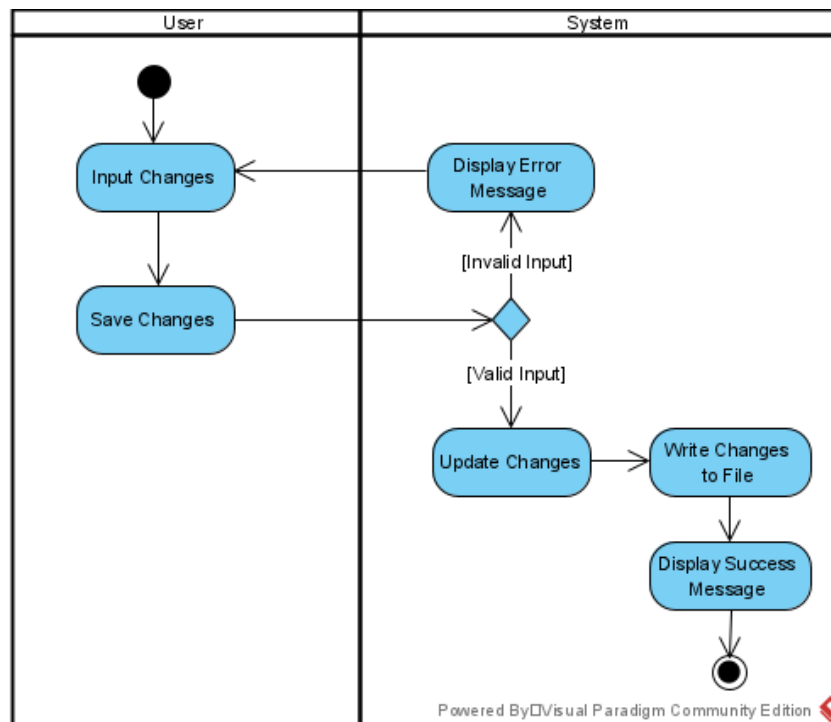 User
System
Input Changes
Display Error
Message
[Invalid Input]
Save Changes
[Valid Input]
Update Changes
Write Changes
to File
Display Success
Message
Powered By□Visual Paradigm Community Edition